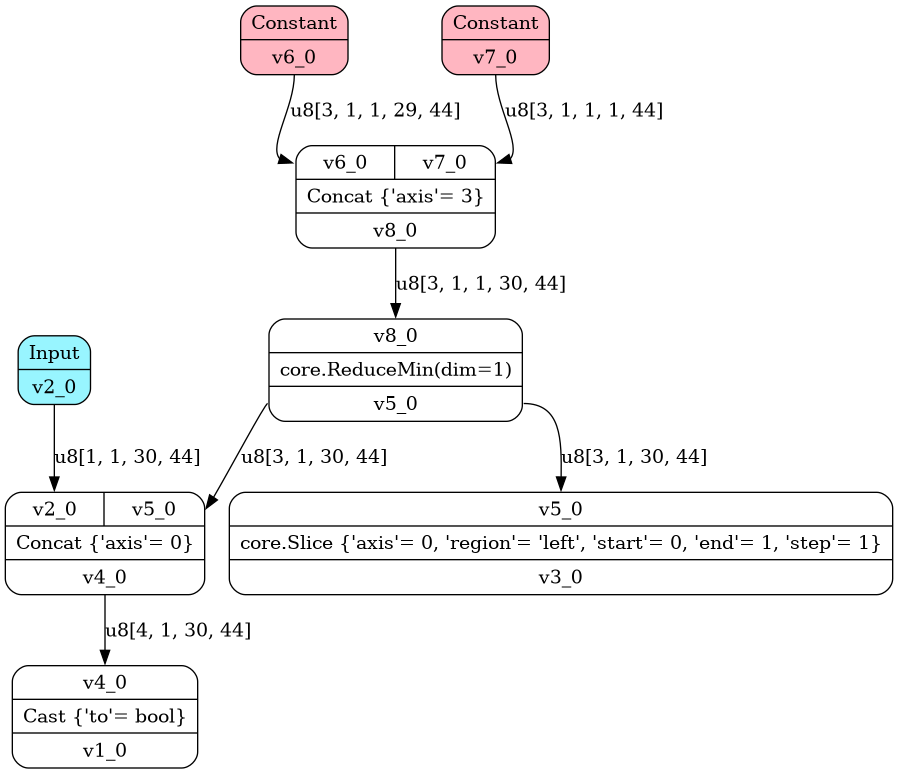 Constant
v6_0
Constant
v7_0
u8[3, 1, 1, 29, 44]
u8[3, 1, 1, 1, 44]
v6_0 v7_0
Concat {'axis'= 3}
v8_0
u8[3, 1, 1, 30, 44]
Input
v2_0
v8_0
core.ReduceMin(dim=1)
v5_0
u8[1, 1, 30, 44]
u8[3, 1, 30, 44]
u8[3, 1, 30, 44]
v2_0 v5_0
Concat {'axis'= 0}
v4_0
v5_0
core.Slice {'axis'= 0, 'region'= 'left', 'start'= 0, 'end'= 1, 'step'= 1}
v3_0
u8[4, 1, 30, 44]
v4_0
Cast {'to'= bool}
v1_0